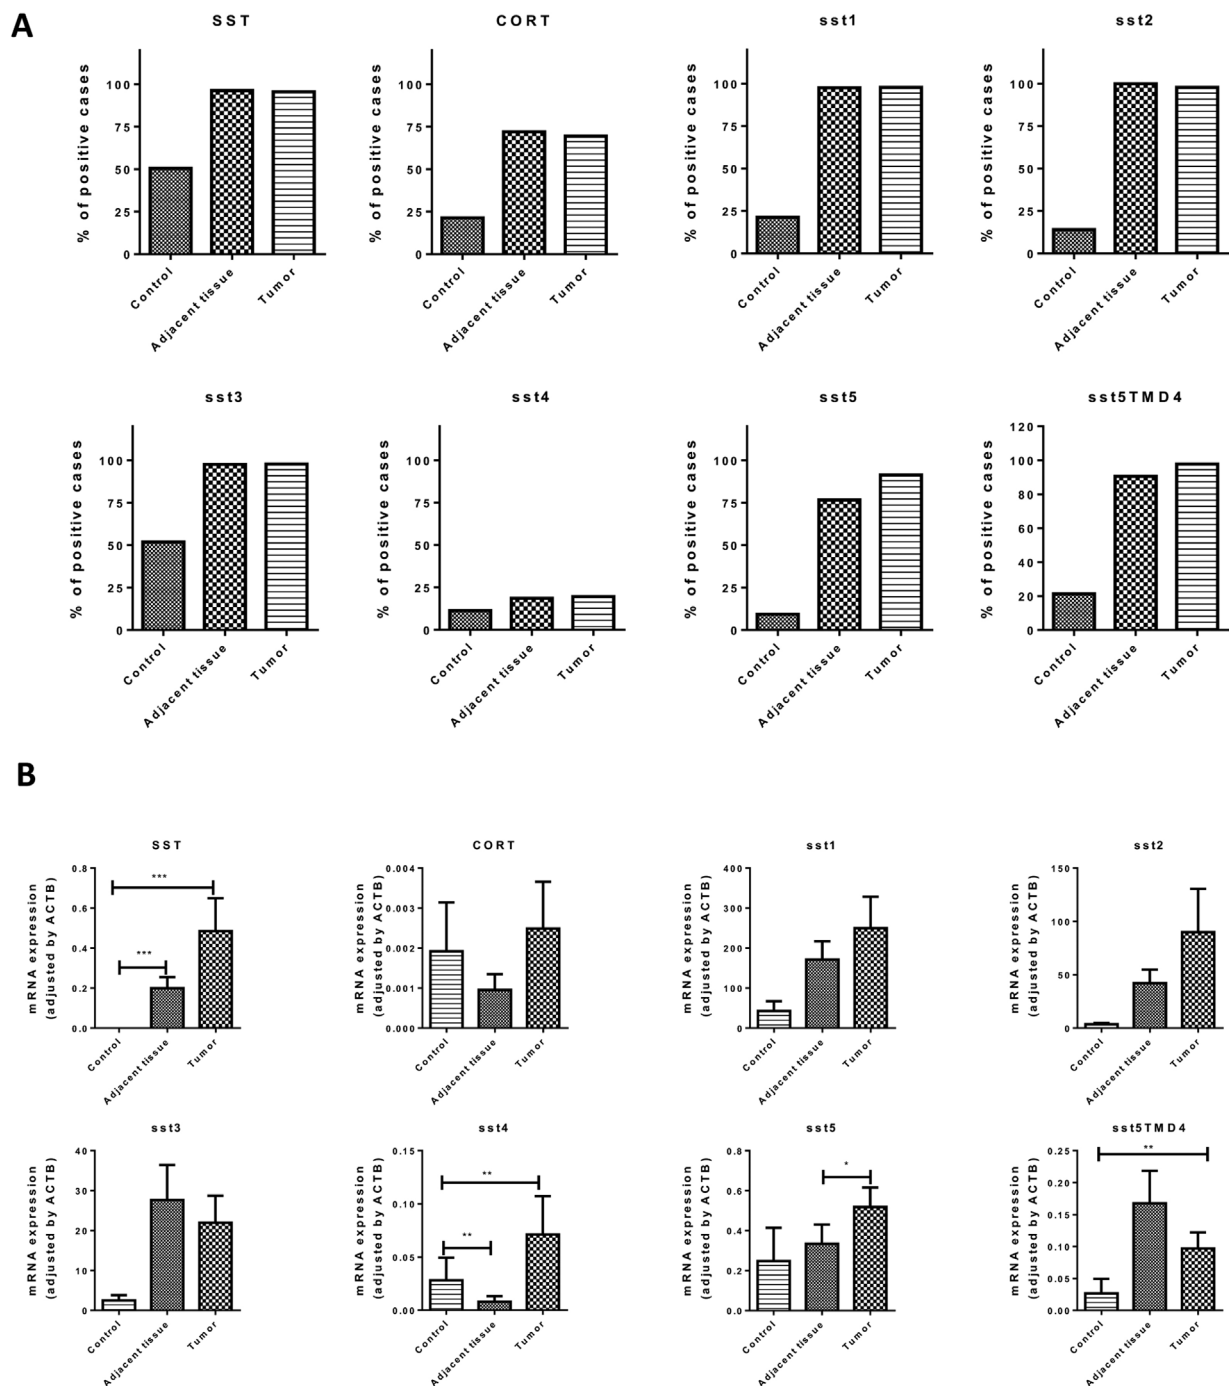 A
SST
CORT
sst1
sst2
% of positive cases
100
75
50
25
0
Control
Adjacent tissue
Tumor
% of positive cases
100
75
50
25
0
Control
Adjacent tissue
Tumor
% of positive cases
100
75
50
25
0
Control
Adjacent tissue
Tumor
% of positive cases
100
75
50
25
0
Control
Adjacent tissue
Tumor
sst3
sst4
sst5
sst5TMD4
% of positive cases
100
75
50
25
0
Control
Adjacent tissue
Tumor
% of positive cases
100
75
50
25
0
Control
Adjacent tissue
Tumor
% of positive cases
100
75
50
25
0
Control
Adjacent tissue
Tumor
% of positive cases
120
100
80
60
40
20
0
Control
Adjacent tissue
Tumor
B
SST
CORT
sst1
sst2
mRNA expression
(adjusted by ACTB)
0.8
0.6
0.4
0.2
0.0
***
***
Control
Adjacent tissue
Tumor
mRNA expression
(adjusted by ACTB)
0.004
0.003
0.002
0.001
0.000
Control
Adjacent tissue
Tumor
mRNA expression
(adjusted by ACTB)
400
300
200
100
0
Control
Adjacent tissue
Tumor
mRNA expression
(adjusted by ACTB)
150
100
50
0
Control
Adjacent tissue
Tumor
sst3
sst4
sst5
sst5TMD4
mRNA expression
(adjusted by ACTB)
40
30
20
10
0
Control
Adjacent tissue
Tumor
mRNA expression
(adjusted by ACTB)
0.15
0.10
0.05
0.00
**
**
Control
Adjacent tissue
Tumor
mRNA expression
(adjusted by ACTB)
0.8
0.6
0.4
0.2
0.0
*
Control
Adjacent tissue
Tumor
mRNA expression
(adjusted by ACTB)
0.25
0.20
0.15
0.10
0.05
0.00
**
Control
Adjacent tissue
Tumor